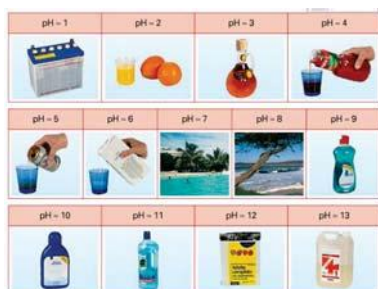 pH = 1 pH = 2 pH = 3 pH = 4
pH = 5 pH = 6 pH = 7 pH = 8 pH = 9
pH = 10 pH = 11 pH = 12 pH = 13